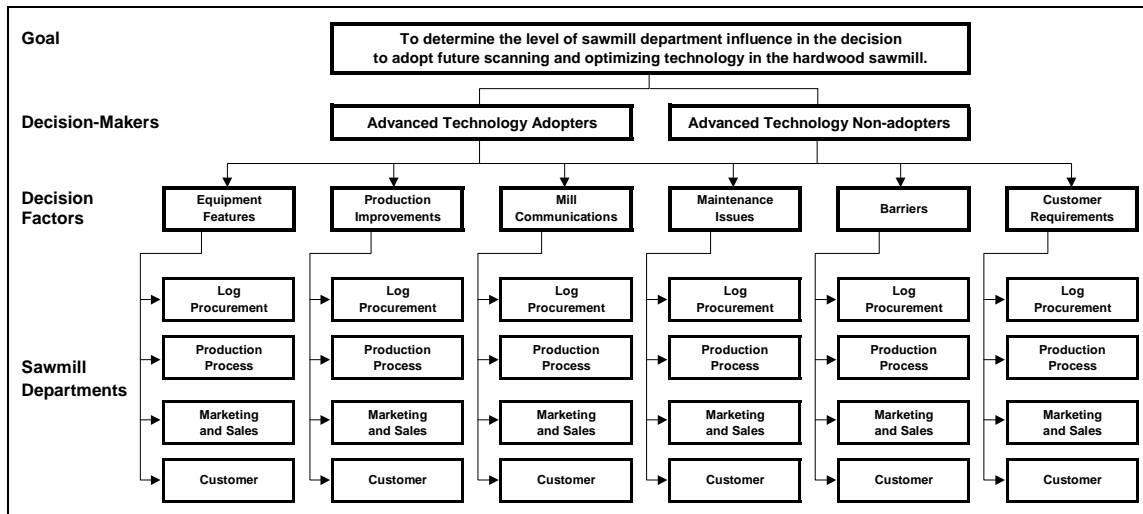 Goal
To determine the level of sawmill department influence in the decision
to adopt future scanning and optimizing technology in the hardwood sawmill.
Decision-Makers
Advanced Technology Adopters
Advanced Technology Non-adopters
Decision
Factors
Equipment
Features
Production
Improvements
Mill
Communications
Maintenance
Issues
Barriers
Customer
Requirements
Sawmill
Departments
Log
Procurement
Log
Procurement
Log
Procurement
Log
Procurement
Log
Procurement
Log
Procurement
Production
Process
Production
Process
Production
Process
Production
Process
Production
Process
Production
Process
Marketing
and Sales
Marketing
and Sales
Marketing
and Sales
Marketing
and Sales
Marketing
and Sales
Marketing
and Sales
Customer
Customer
Customer
Customer
Customer
Customer